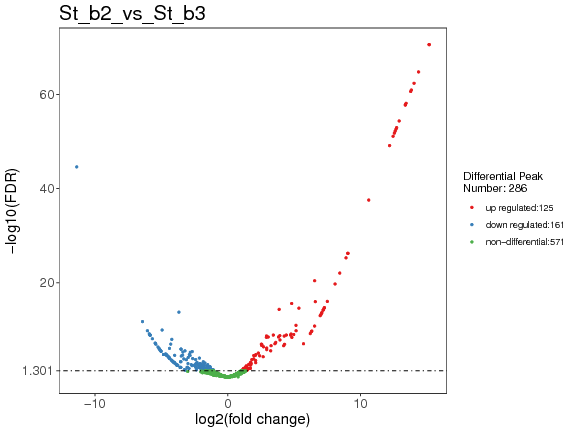 St_b2_vs_St_b3
−log10(FDR)
60
40
20
1.301
−10
0
10
log2(fold change)
Differential Peak
Number: 286
up regulated:125
down regulated:161
non−differential:571